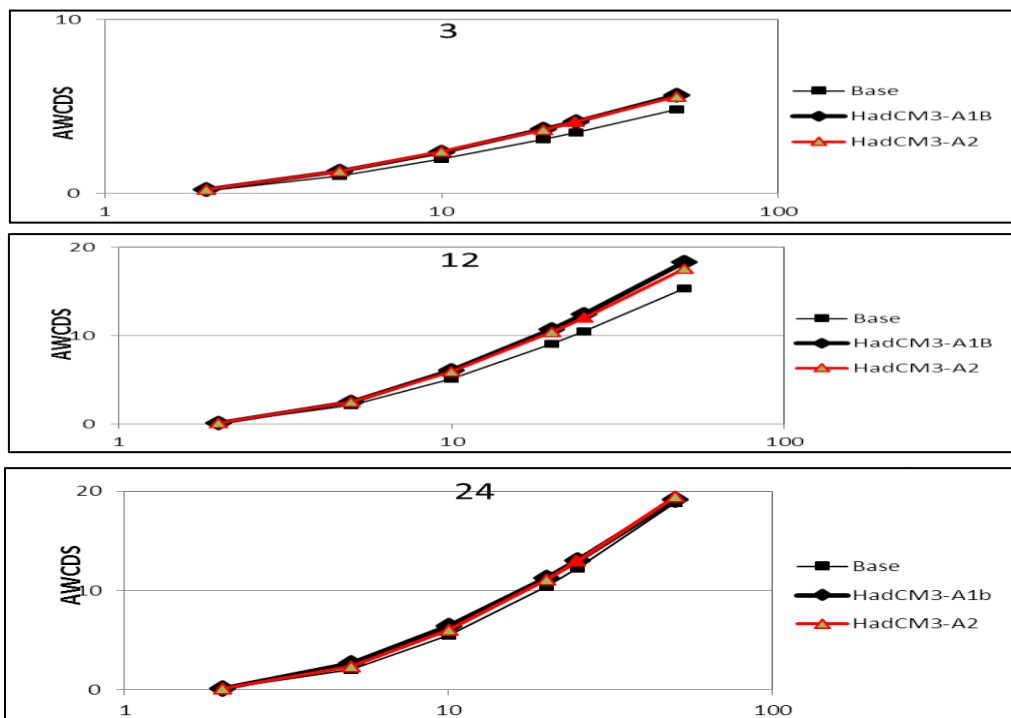 10
3
AWCDS
Base
HadCM3-A1B
HadCM3-A2
0
1 10 100
20
12
AWCDS
10
Base
HadCM3-A1B
HadCM3-A2
0
1 10 100
20
24
AWCDS
10
Base
HadCM3-A1b
HadCM3-A2
0
1 10 100